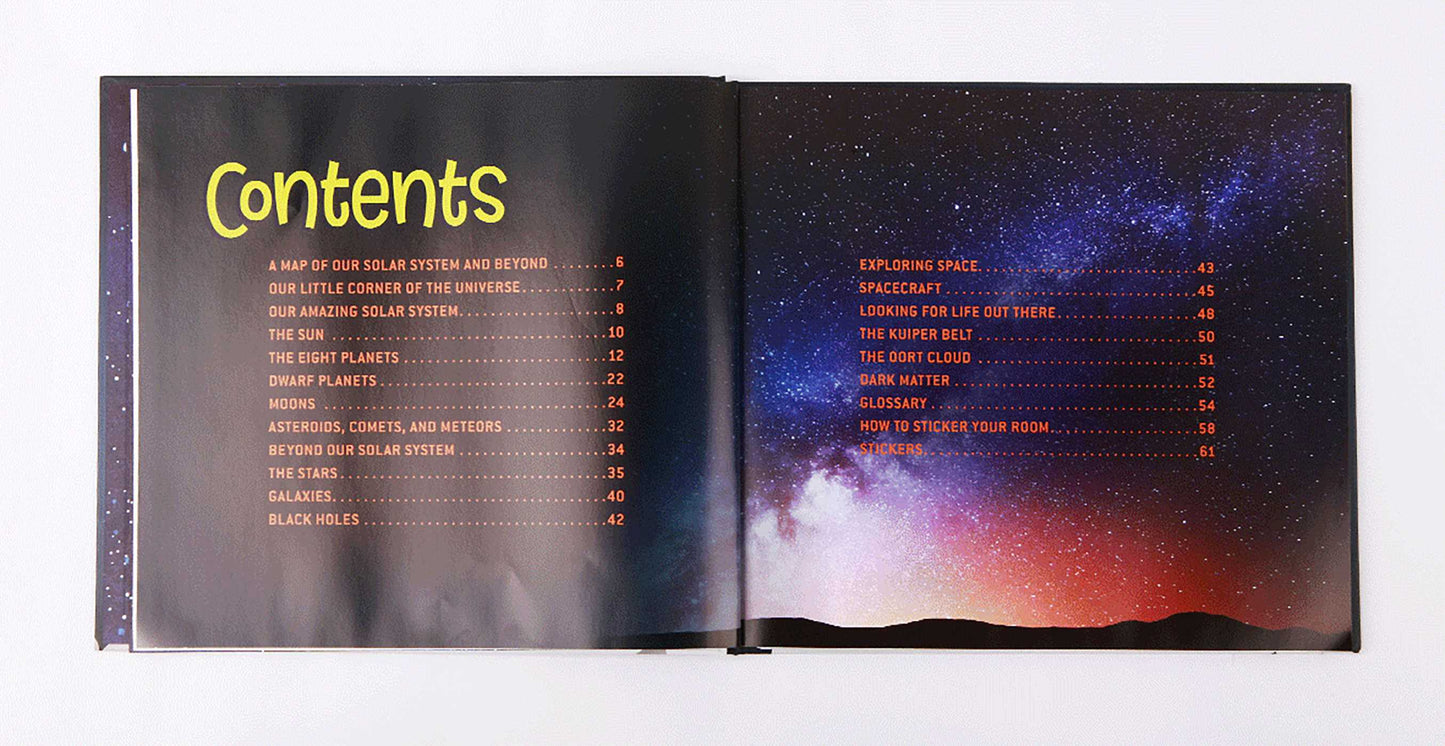 Contents
A MAP OF OUR SOLAR SYSTEM AND BEYOND ........6
OUR LITTLE CORNER OF THE UNIVERSE............7
OUR AMAZING SOLAR SYSTEM....................8
THE SUN ....................................10
THE EIGHT PLANETS ..........................12
DWARF PLANETS .............................22
MOONS ....................................24
ASTEROIDS, COMETS, AND METEORS .............32
BEYOND OUR SOLAR SYSTEM ...................34
THE STARS..................................35
GALAXIES...................................40
BLACK HOLES ...............................42
EXPLORING SPACE............................43
SPACECRAFT ................................45
LOOKING FOR LIFE OUT THERE..................48
THE KUIPER BELT ............................50
THE OORT CLOUD ............................51
DARK MATTER ...............................52
GLOSSARY ..................................54
HOW TO STICKER YOUR ROOM...................58
STICKERS...................................61